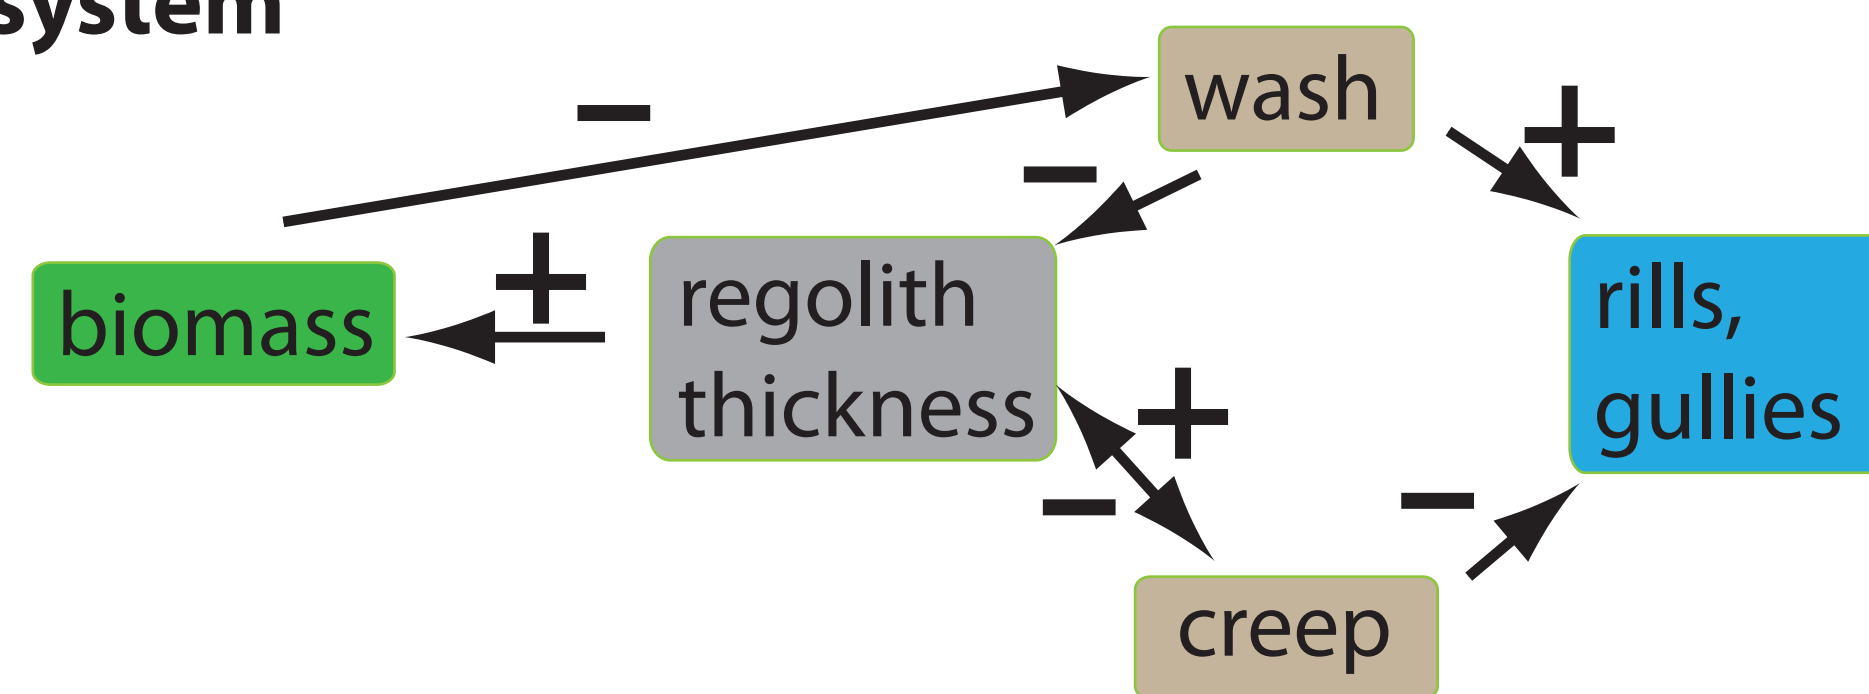 system
wash
–
+
–
+
biomass
regolith
thickness
rills,
gullies
+
–
–
creep